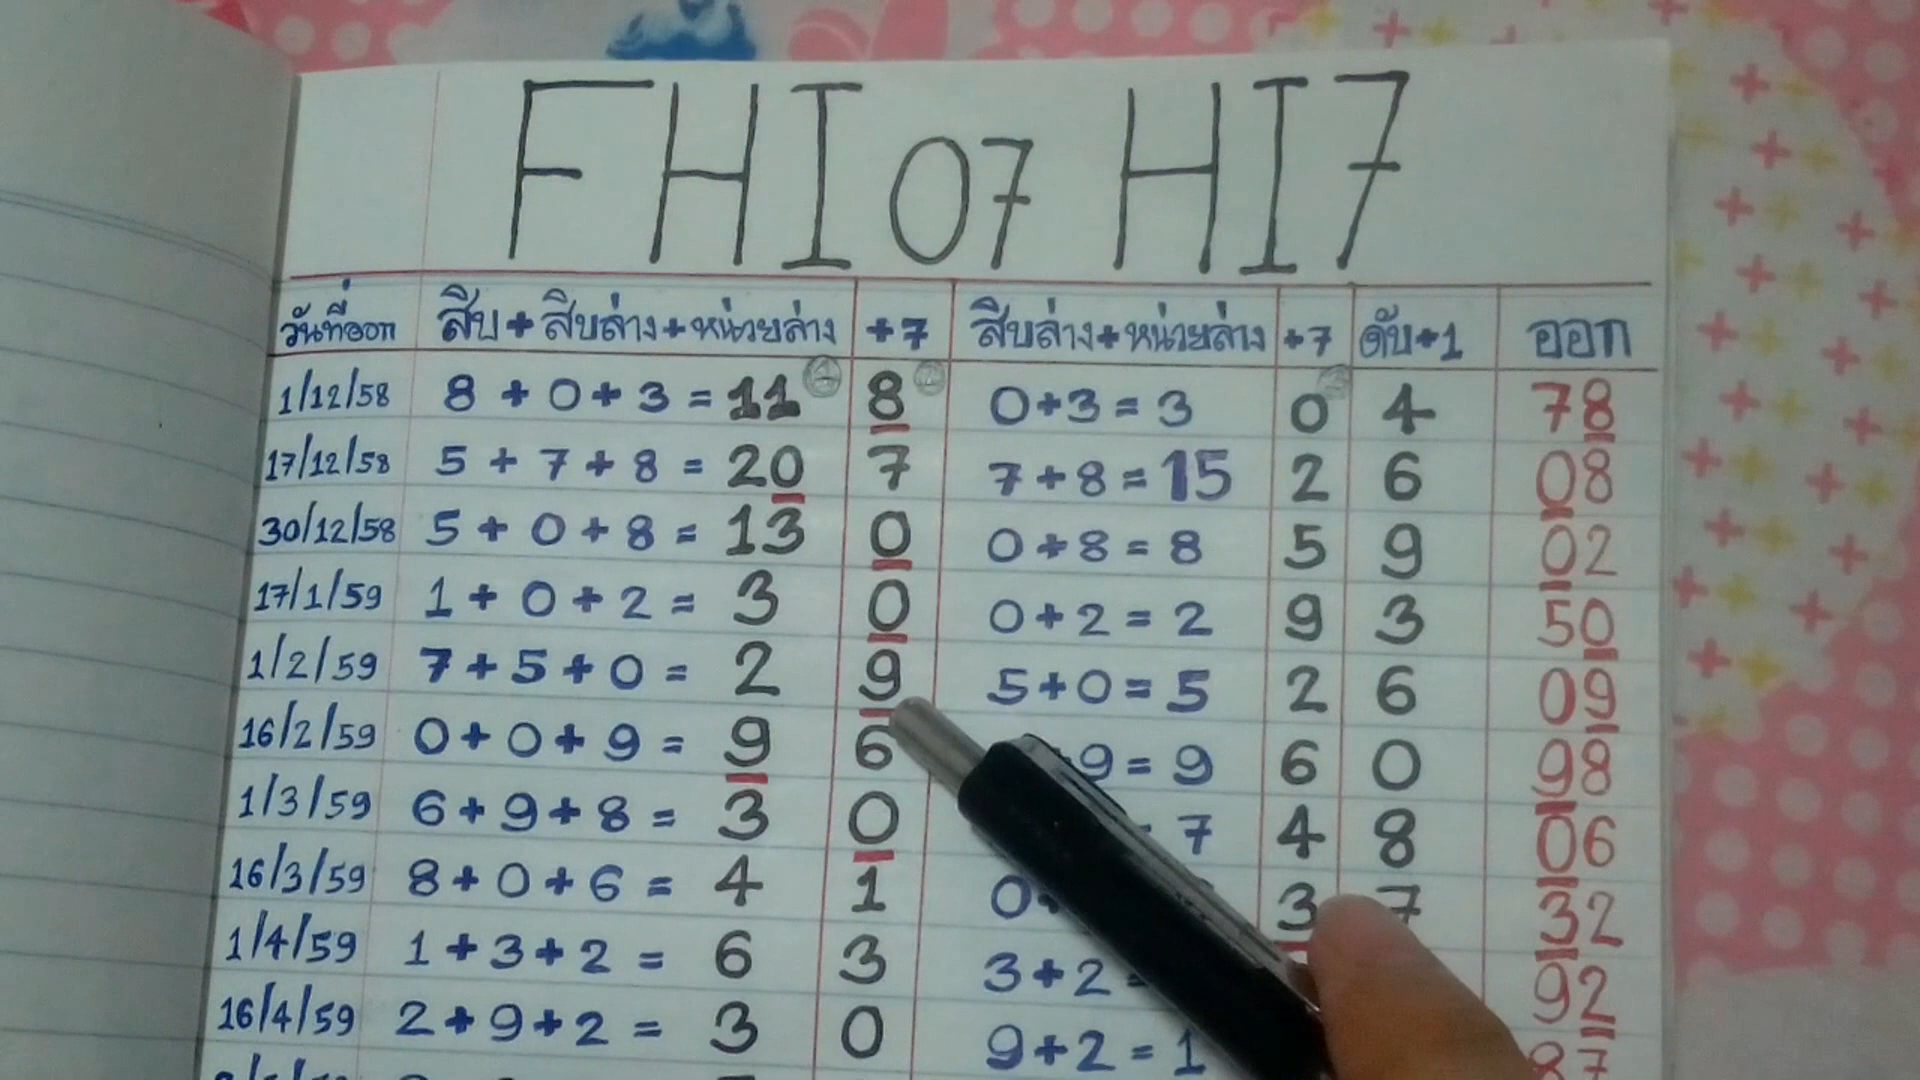 FHI07 HI7
วันที่ออก สิบ+สิบล่าง+หน่วยล่าง +7 สิบล่าง+หน่วยล่าง +7 ดับ+1 ออก
1/12/58 8+0+3=11 8 0+3=3 0 4 78
17/12/58 5+7+8=20 7 7+8=15 2 6 08
30/12/58 5+0+8=13 0 0+8=8 5 9 02
17/1/59 1+0+2=3 0 0+2=2 9 3 50
1/2/59 7+5+0=2 9 5+0=5 2 6 09
16/2/59 0+0+9=9 6 9=9 6 0 98
1/3/59 6+9+8=3 0 7 4 8 06
16/3/59 8+0+6=4 1 0+ 3 7 32
1/4/59 1+3+2=6 3 3+2= 92
16/4/59 2+9+2=3 0 9+2=1 87